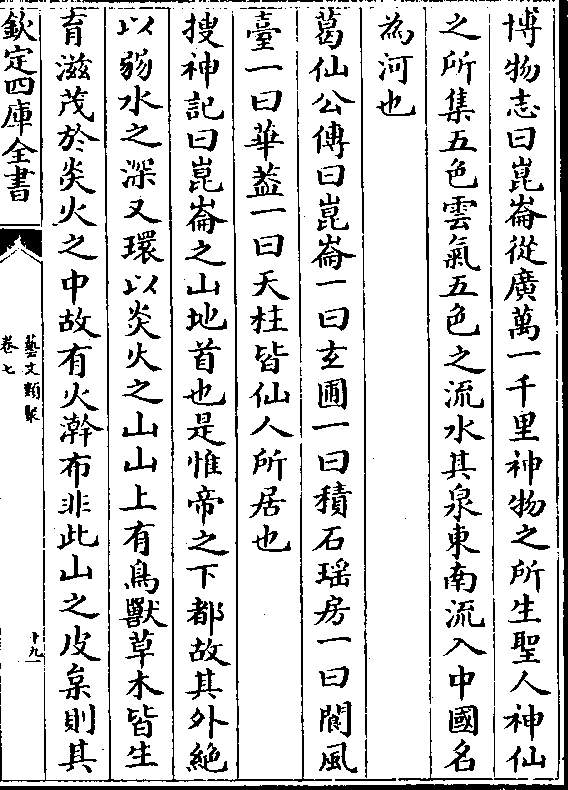 博物志曰崑崙從廣萬一千里神物之所生聖人神仙
之所集五色雲氣五色之流水其泉東南流入中國名
為河也
葛仙公傳曰崑崙一曰𤣥圃一曰積石瑶房一曰閬風
臺一曰華葢一曰天柱皆仙人所居也
搜神記曰崑崙之山地首也是惟帝之下都故其外絶
以弱水之深又環以炎火之山山上有鳥獸草木皆生
育滋茂於炎火之中故有火澣布非此山之皮枲則其
欽定四庫全書
藝文類聚
卷七
十九